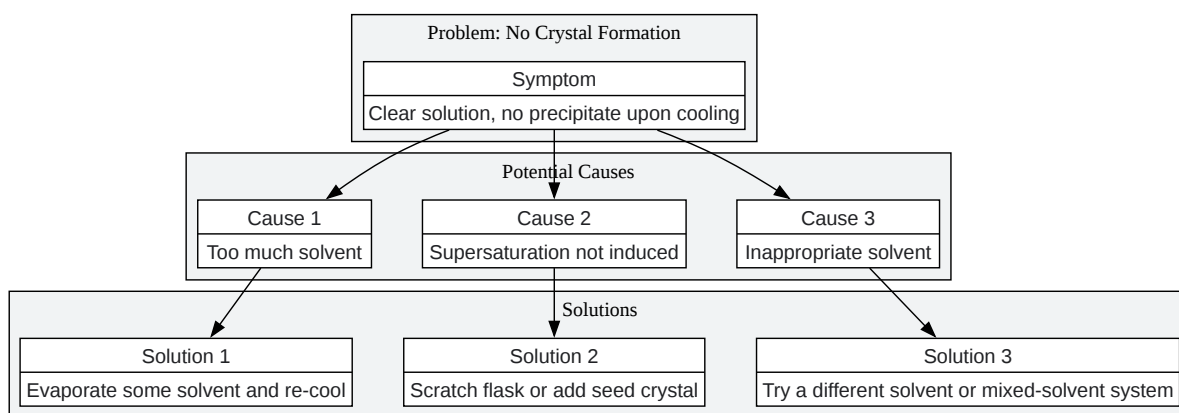 Problem: No Crystal Formation
Symptom
Clear solution, no precipitate upon cooling
Potential Causes
Cause 1
Too much solvent
Cause 2
Supersaturation not induced
Cause 3
Inappropriate solvent
Solutions
Solution 1
Evaporate some solvent and re-cool
Solution 2
Scratch flask or add seed crystal
Solution 3
Try a different solvent or mixed-solvent system